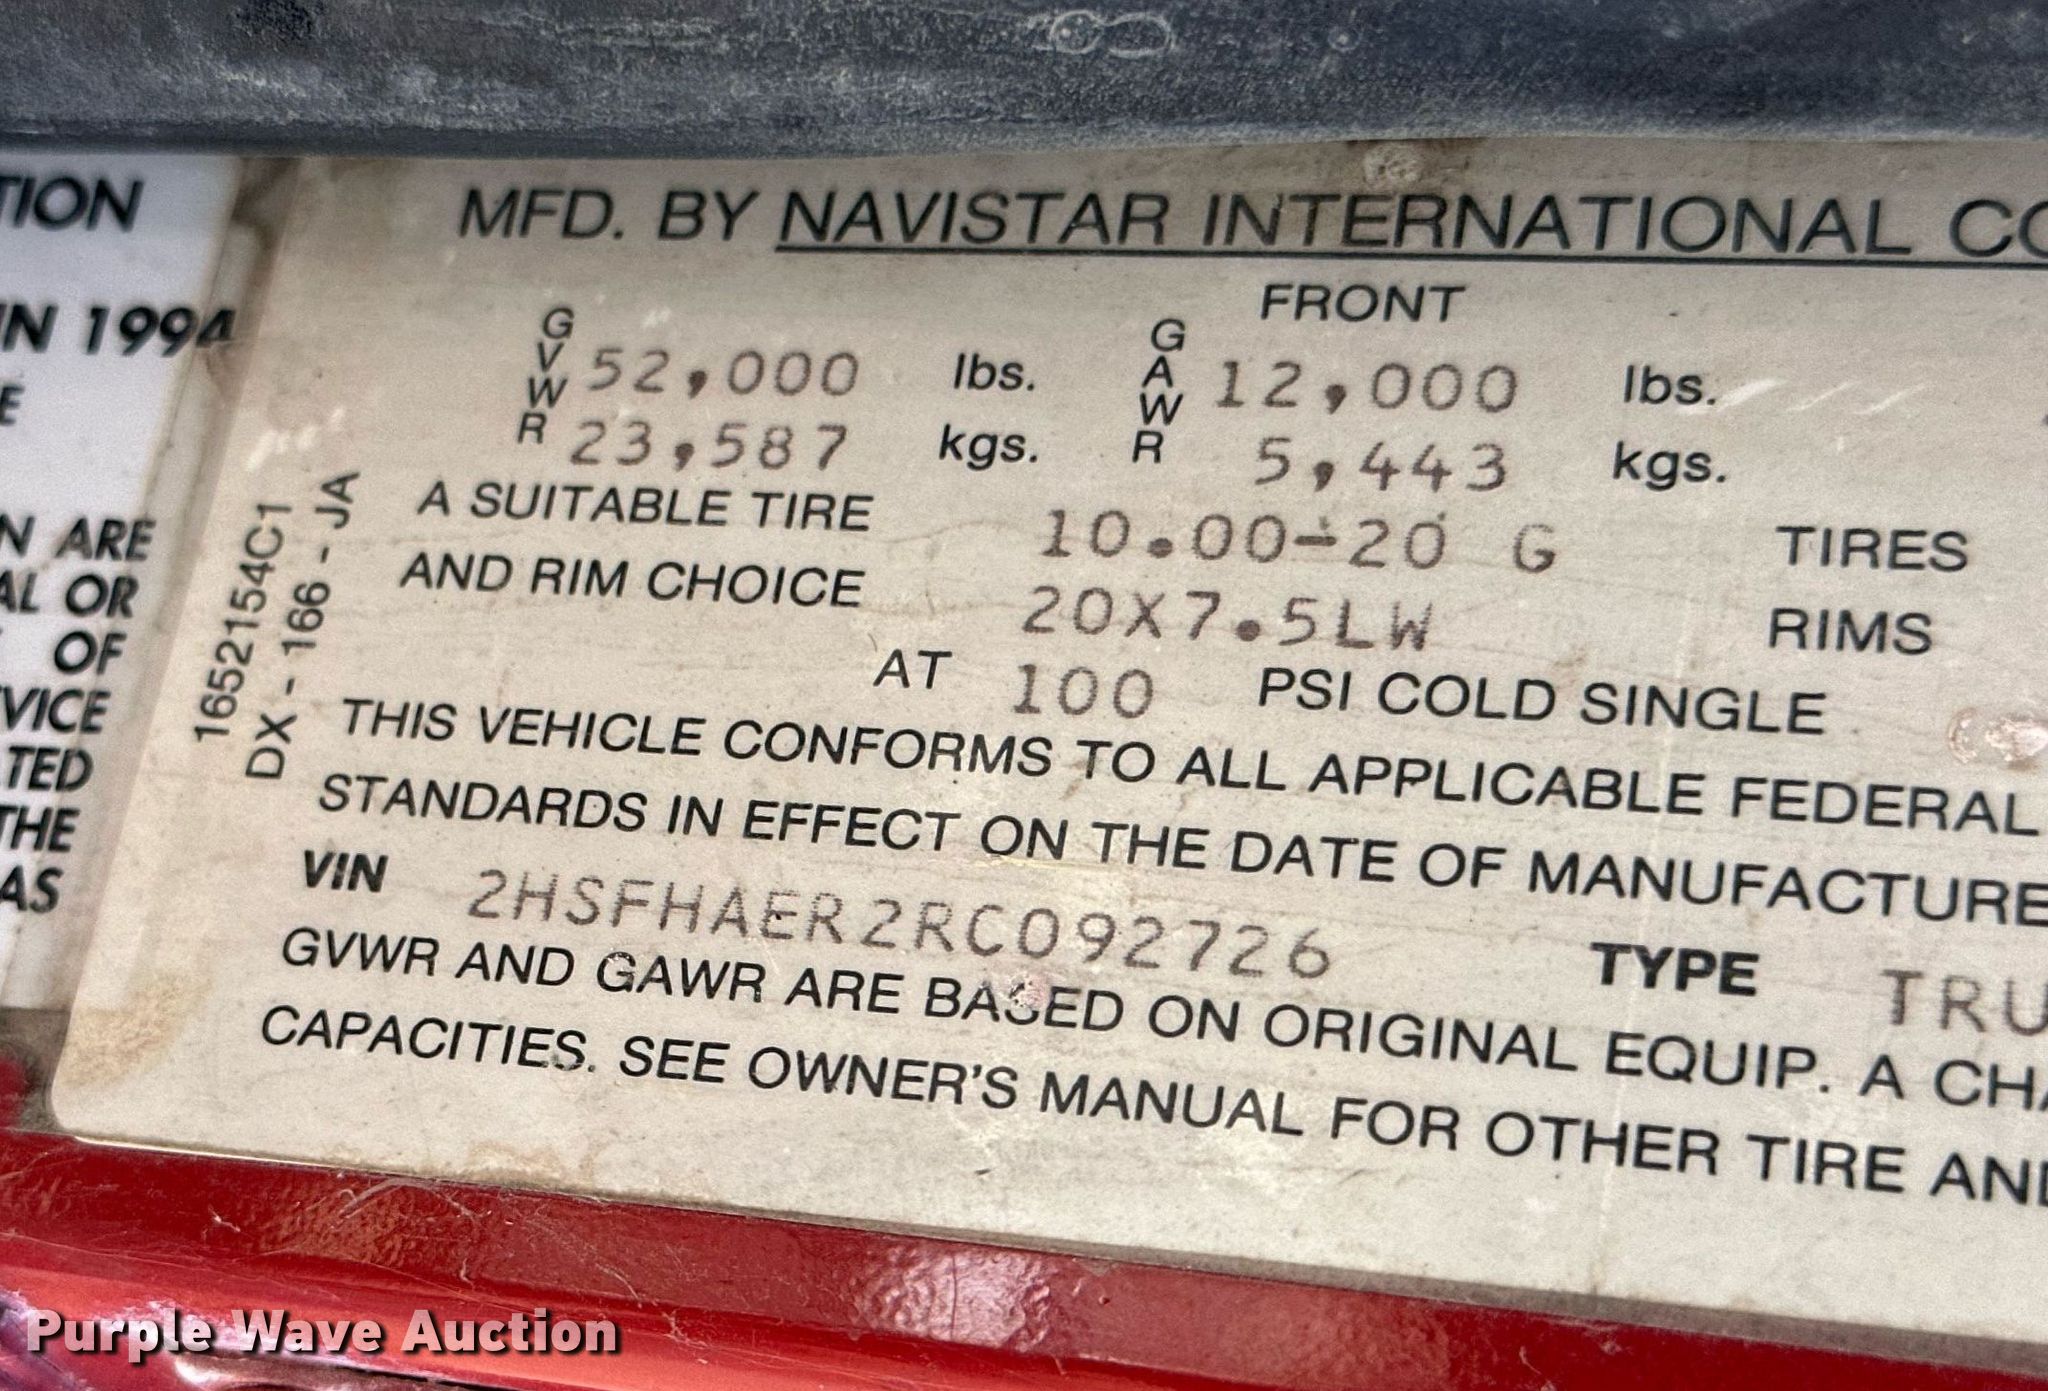 TION
IN 1994
E
N ARE
AL OR
OF
VICE
TED
THE
AS
1652154C1
DX - 166 - JA
MFD. BY NAVISTAR INTERNATIONAL CO
FRONT
GVWR 52,000 lbs. GAWR 12,000 lbs.
23,587 kgs. 5,443 kgs.
A SUITABLE TIRE 10.00-20 G TIRES
AND RIM CHOICE 20X7.5LW RIMS
AT 100 PSI COLD SINGLE
THIS VEHICLE CONFORMS TO ALL APPLICABLE FEDERAL
STANDARDS IN EFFECT ON THE DATE OF MANUFACTURE
VIN 2HSFHAER2RC092726 TYPE TRU
GVWR AND GAWR ARE BASED ON ORIGINAL EQUIP. A CHA
CAPACITIES. SEE OWNER'S MANUAL FOR OTHER TIRE AND
Purple Wave Auction